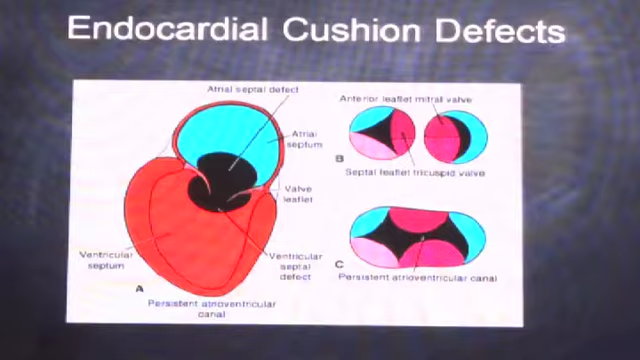 Endocardial Cushion Defects
Atrial septal defect
Atrial
septum
Valve
leaflet
Ventricular
septum
Ventricular
septal
defect
A
Persistent atrioventricular
canal
Anterior leaflet mitral valve
B
Septal leaflet tricuspid valve
C
Persistent atrioventricular canal